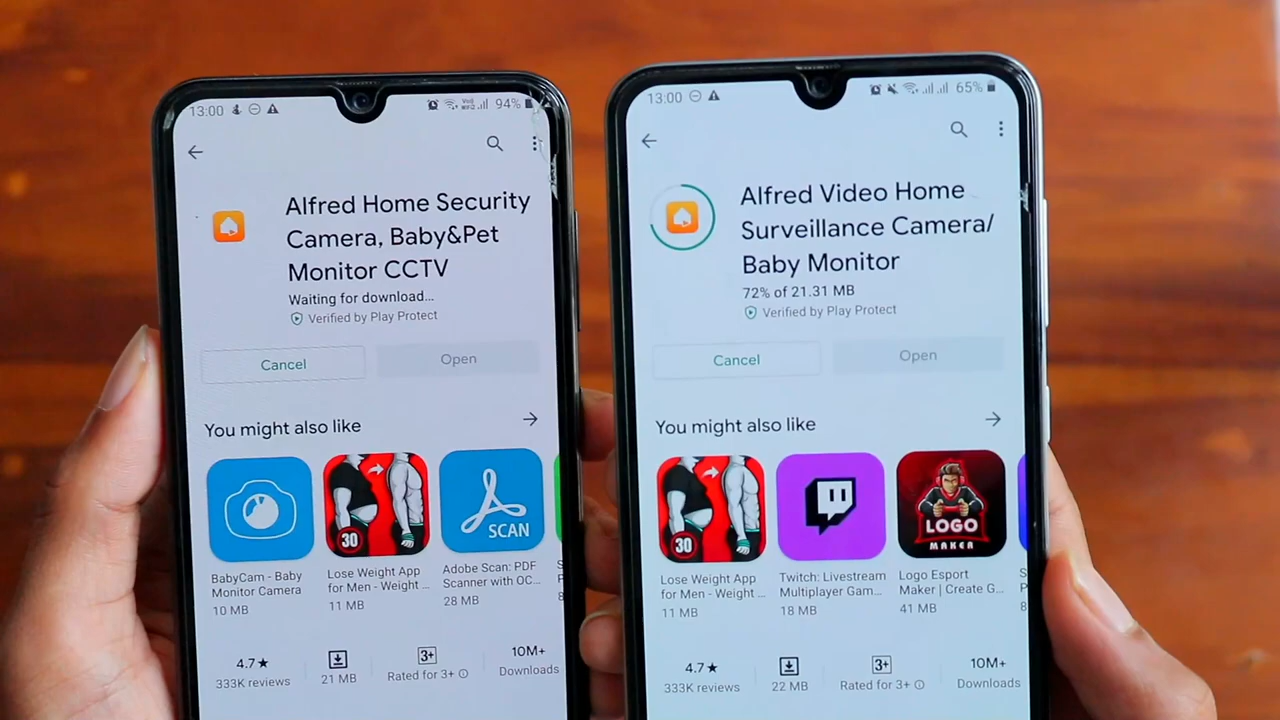 13:00
94%
Alfred Home Security
Camera, Baby&Pet
Monitor CCTV
Waiting for download...
Verified by Play Protect
Cancel
Open
You might also like
30
SCAN
BabyCam - Baby
Monitor Camera
10 MB
Lose Weight App
for Men - Weight ...
11 MB
Adobe Scan: PDF
Scanner with OC...
28 MB
4.7★
333K reviews
21 MB
3+
Rated for 3+
10M+
Downloads
13:00
65%
Alfred Video Home
Surveillance Camera/
Baby Monitor
72% of 21.31 MB
Verified by Play Protect
Cancel
Open
You might also like
30
LOGO
MAKER
Lose Weight App
for Men - Weight ...
11 MB
Twitch: Livestream
Multiplayer Gam...
18 MB
Logo Esport
Maker | Create G...
41 MB
S
8
4.7★
333K reviews
22 MB
3+
Rated for 3+
10M+
Downloads